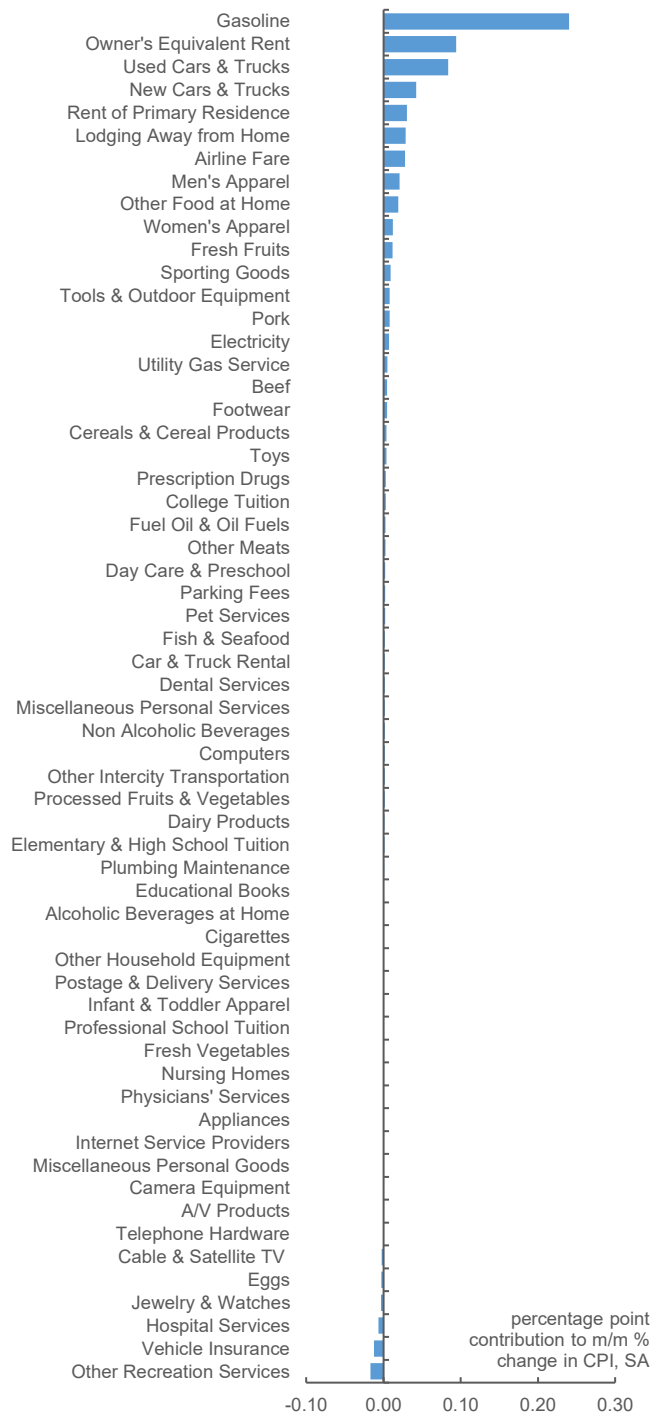 Gasoline
Owner's Equivalent Rent
Used Cars & Trucks
New Cars & Trucks
Rent of Primary Residence
Lodging Away from Home
Airline Fare
Men's Apparel
Other Food at Home
Women's Apparel
Fresh Fruits
Sporting Goods
Tools & Outdoor Equipment
Pork
Electricity
Utility Gas Service
Beef
Footwear
Cereals & Cereal Products
Toys
Prescription Drugs
College Tuition
Fuel Oil & Oil Fuels
Other Meats
Day Care & Preschool
Parking Fees
Pet Services
Fish & Seafood
Car & Truck Rental
Dental Services
Miscellaneous Personal Services
Non Alcoholic Beverages
Computers
Other Intercity Transportation
Processed Fruits & Vegetables
Dairy Products
Elementary & High School Tuition
Plumbing Maintenance
Educational Books
Alcoholic Beverages at Home
Cigarettes
Other Household Equipment
Postage & Delivery Services
Infant & Toddler Apparel
Professional School Tuition
Fresh Vegetables
Nursing Homes
Physicians' Services
Appliances
Internet Service Providers
Miscellaneous Personal Goods
Camera Equipment
A/V Products
Telephone Hardware
Cable & Satellite TV
Eggs
Jewelry & Watches
Hospital Services
Vehicle Insurance
Other Recreation Services
percentage point
contribution to m/m %
change in CPI, SA
-0.10 0.00 0.10 0.20 0.30